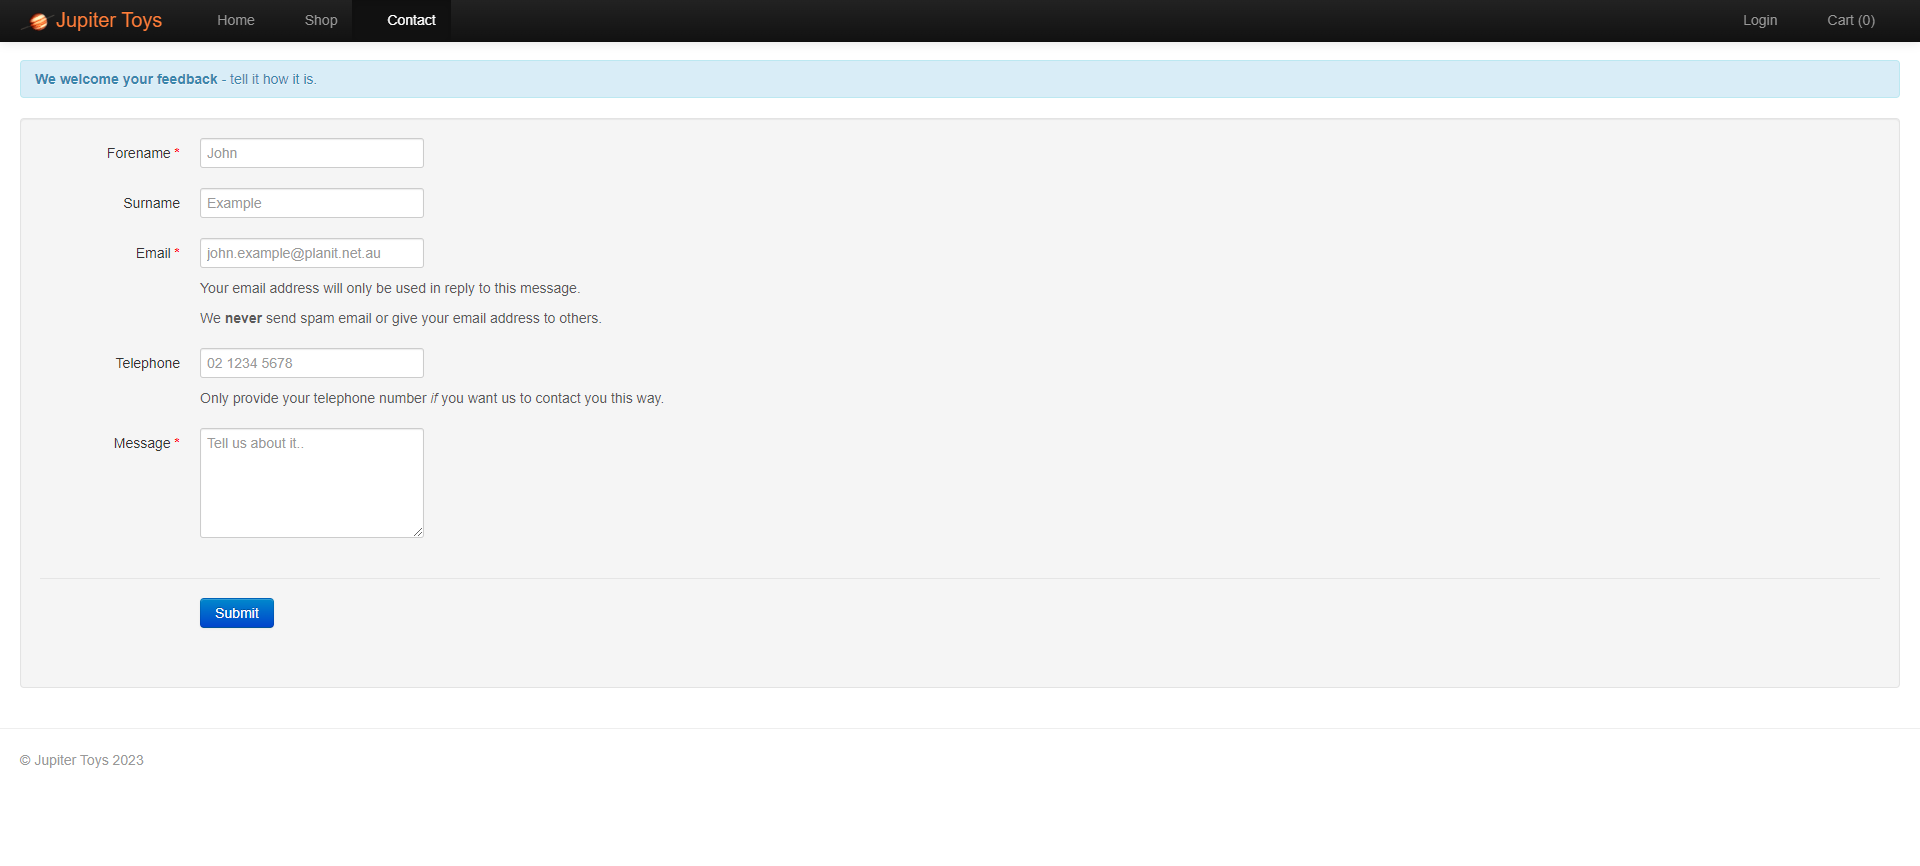 Jupiter Toys Home Shop Contact Login Cart (0)
We welcome your feedback - tell it how it is.
Forename * John
Surname Example
Email * john.example@planit.net.au
Your email address will only be used in reply to this message.
We never send spam email or give your email address to others.
Telephone 02 1234 5678
Only provide your telephone number if you want us to contact you this way.
Message * Tell us about it..
Submit
© Jupiter Toys 2023